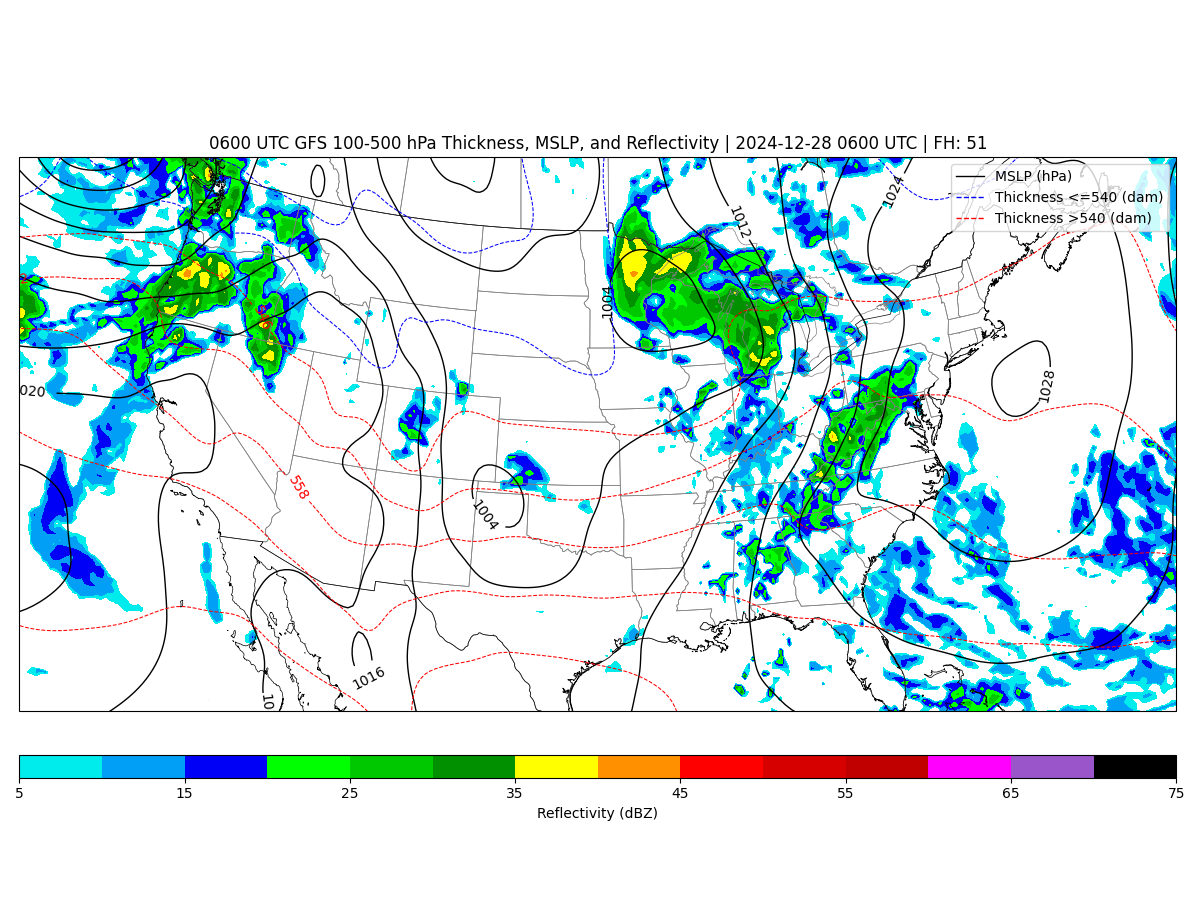 0600 UTC GFS 100-500 hPa Thickness, MSLP, and Reflectivity | 2024-12-28 0600 UTC | FH: 51
MSLP (hPa)
Thickness <=540 (dam)
Thickness >540 (dam)
1024
1012
1004
1028
020
558
1004
1016
10
5 15 25 35 45 55 65 75
Reflectivity (dBZ)